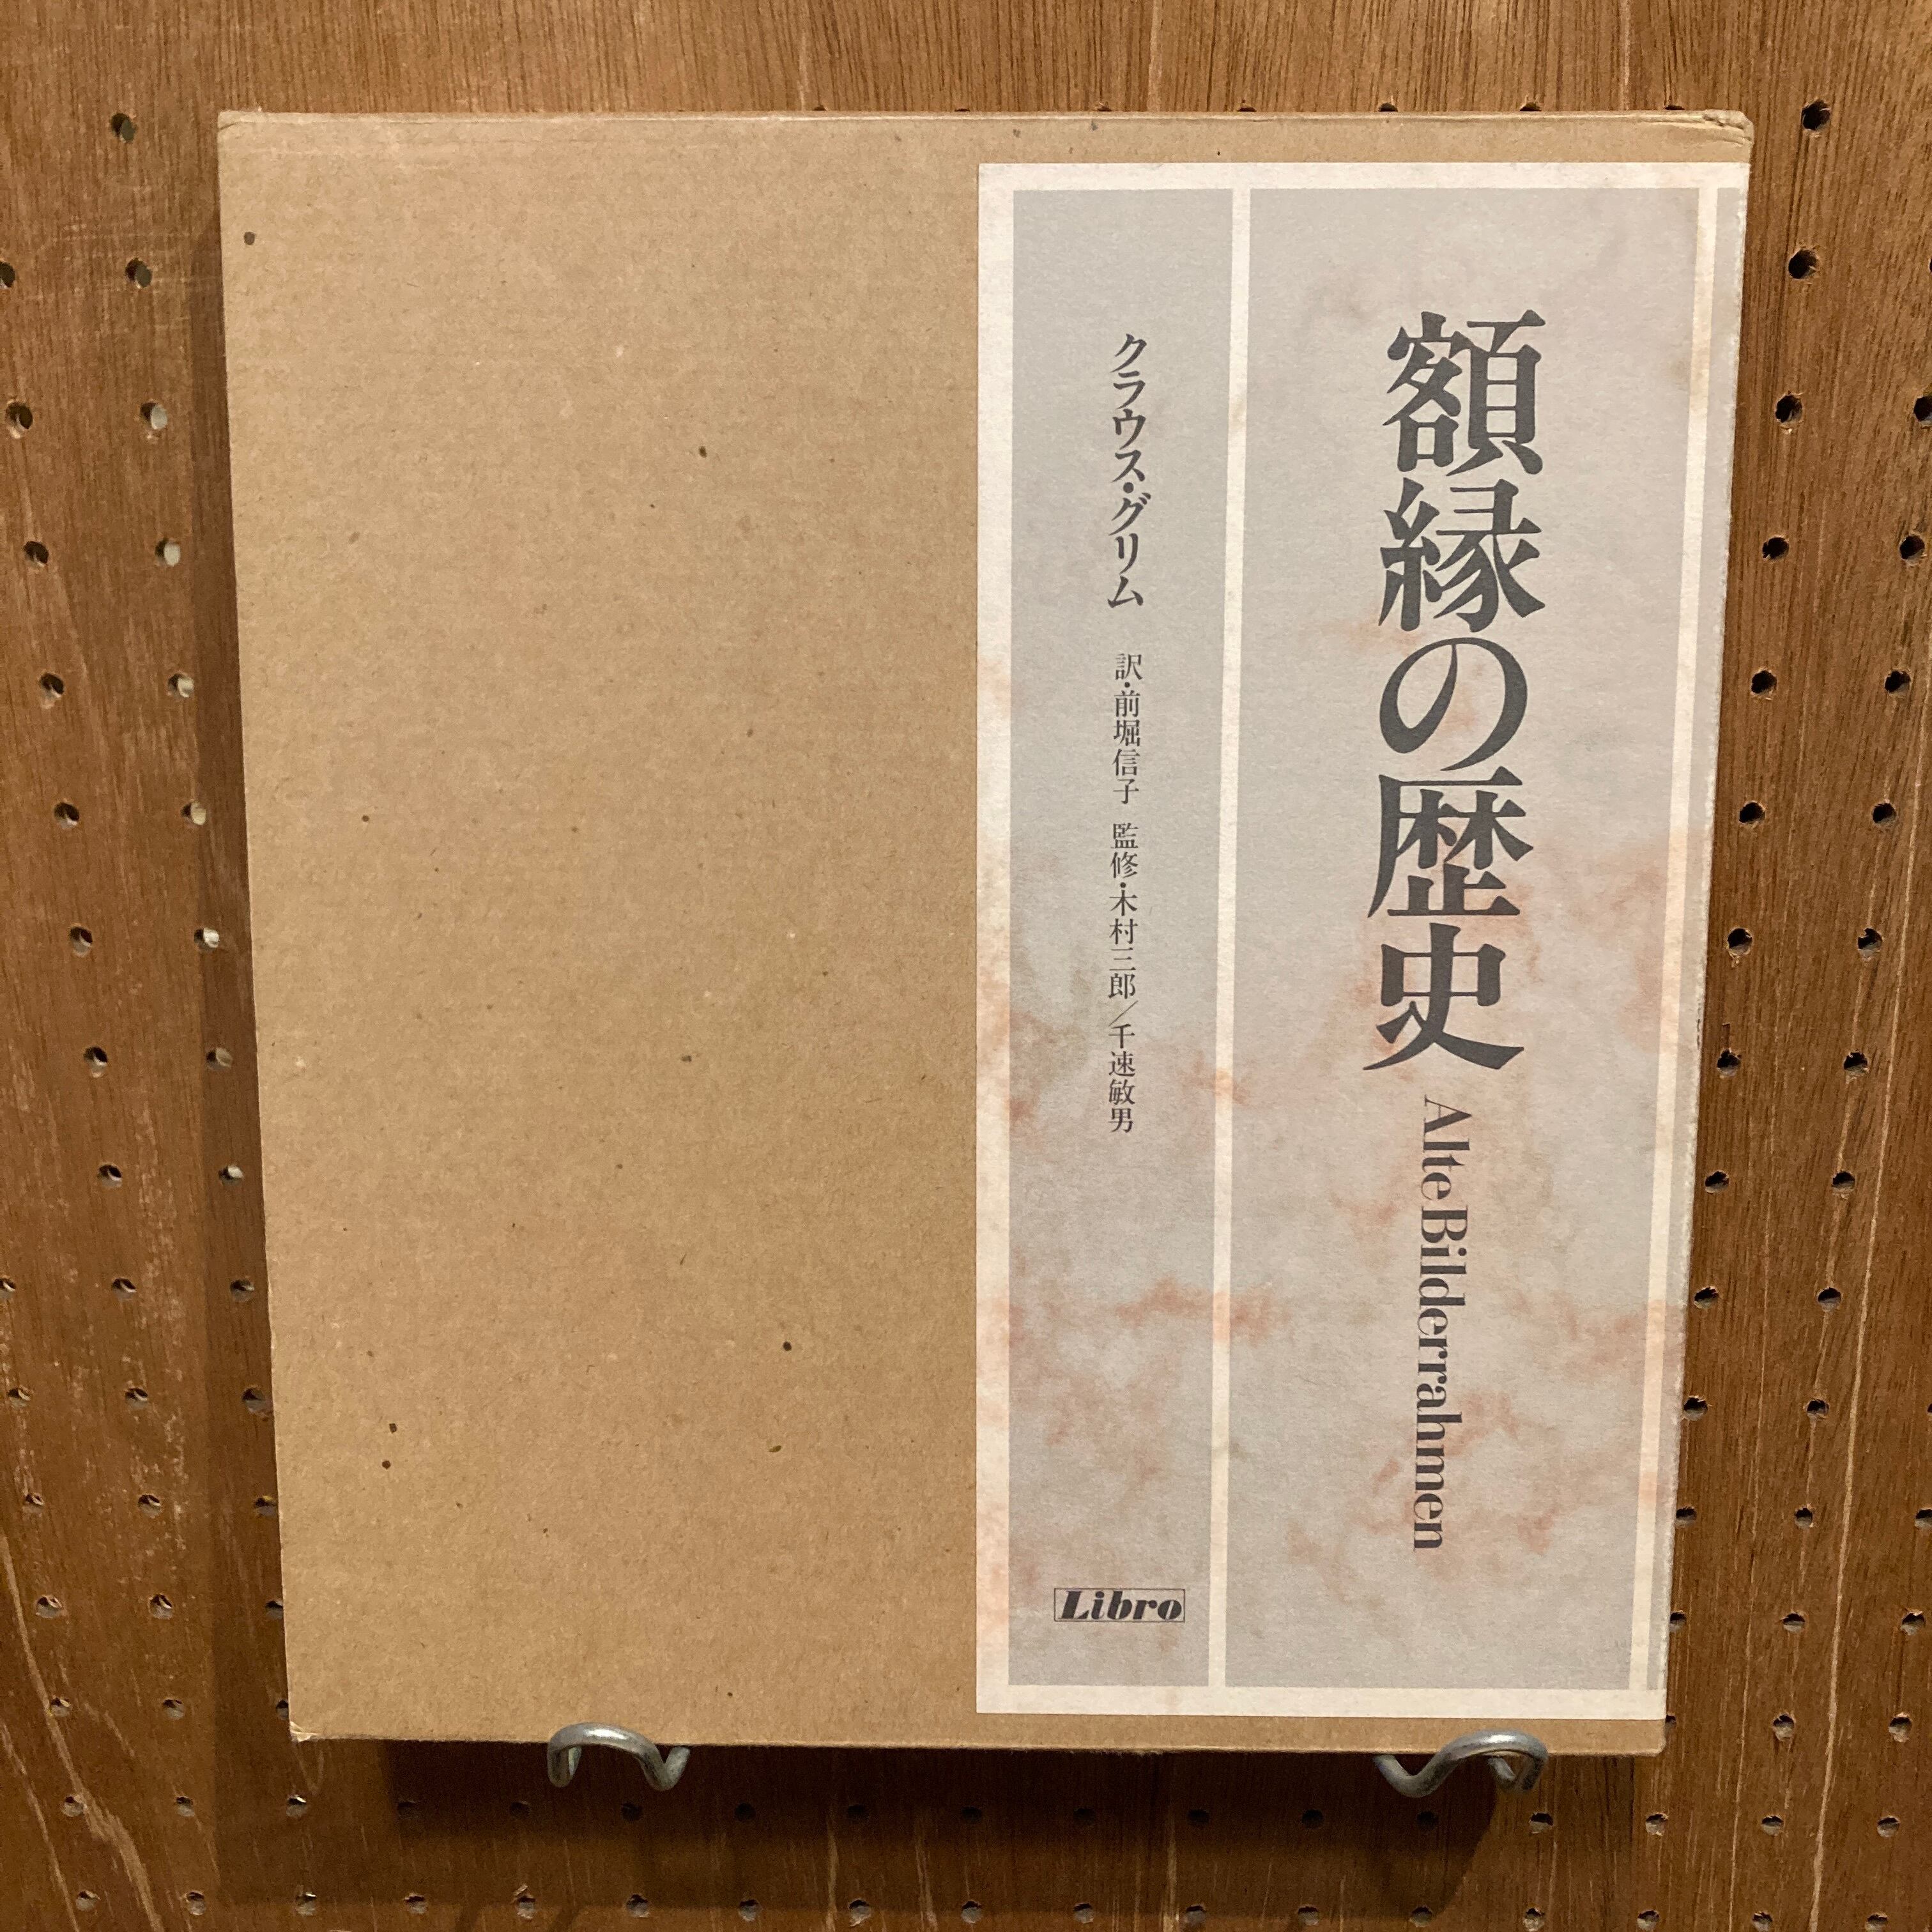 額縁の歴史 Alte Bilderrahmen
クラウス・グリム 訳・前堀信子 監修・木村三郎／千速敏男
Libro